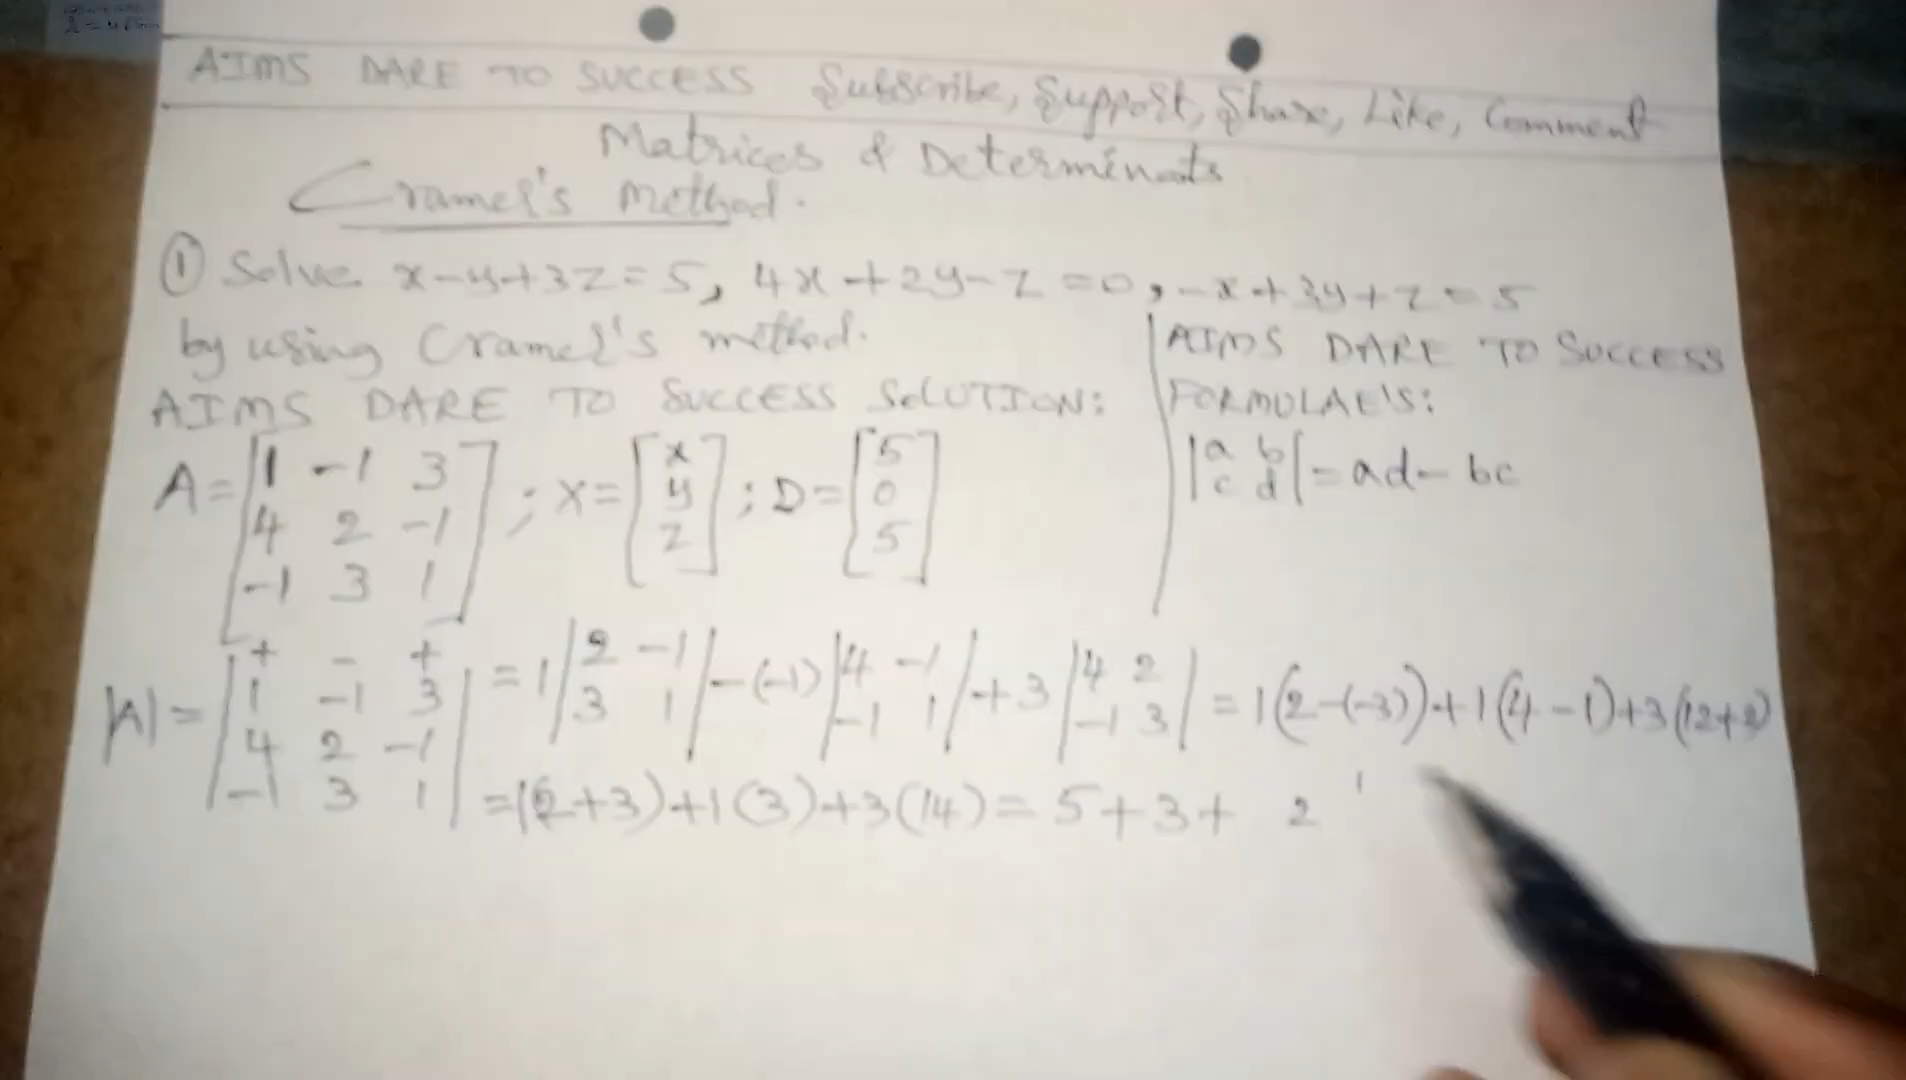 AIMS DARE TO SUCCESS Subscribe, Support, Share, Like, Comment
Matrices & Determinants
Cramer's Method.
① Solve x-y+3z=5, 4x+2y-z=0, -x+3y+z=5
by using Cramer's method.
AIMS DARE TO SUCCESS SOLUTION:
A=[1 -1 3; X=[x; D=[5
4 2 -1 y 0
-1 3 1] z] 5]
AIMS DARE TO SUCCESS
FORMULAE'S:
|a b
c d|=ad-bc
+ - +
|A|=|1 -1 3
4 2 -1
-1 3 1|
=1|2 -1
3 1|-(-1)|4 -1
-1 1|+3|4 2
-1 3|=1(2-(-3))+1(4-1)+3(12+2)
=1(2+3)+1(3)+3(14)=5+3+ 2
1